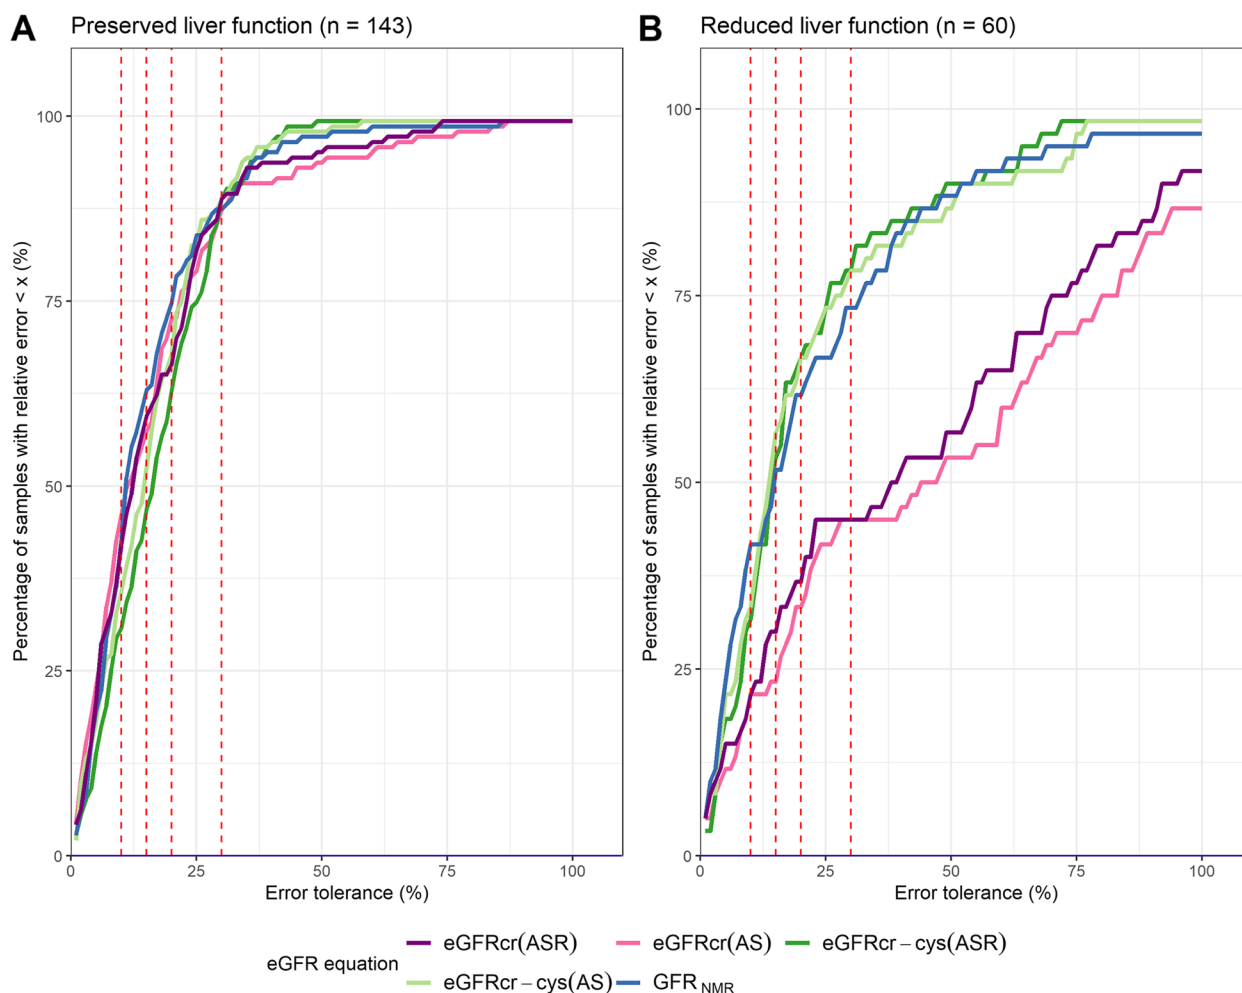 A Preserved liver function (n = 143)
Percentage of samples with relative error < x (%)
100
75
50
25
0
0 25 50 75 100
Error tolerance (%)
B Reduced liver function (n = 60)
Percentage of samples with relative error < x (%)
100
75
50
25
0
0 25 50 75 100
Error tolerance (%)
eGFR equation
eGFRcr(ASR) eGFRcr(AS) eGFRcr−cys(ASR)
eGFRcr−cys(AS) GFR NMR